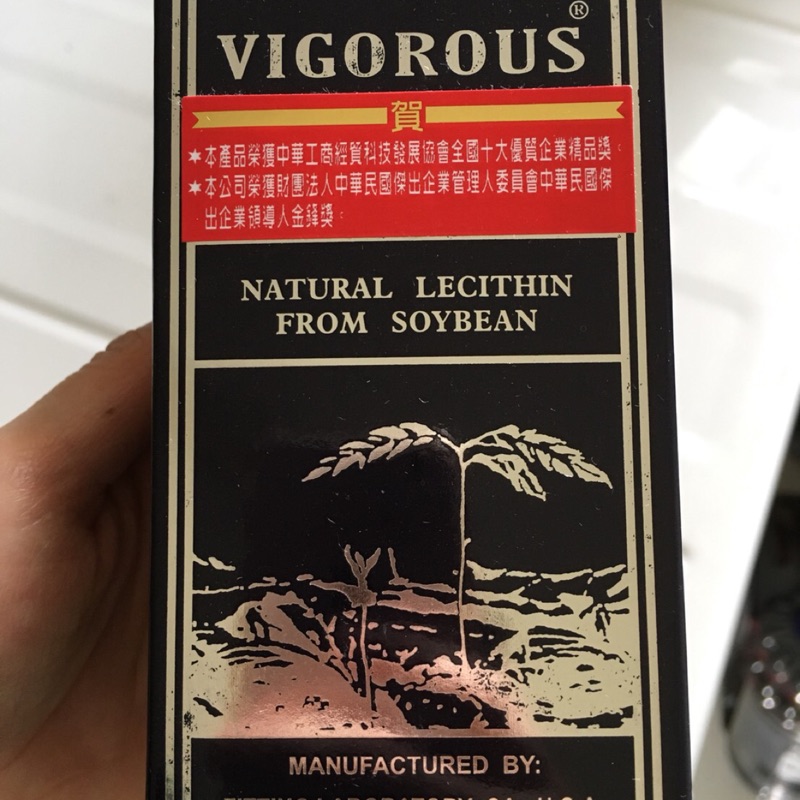 VIGOROUS®
賀
✶本產品榮獲中華工商經貿科技發展協會全國十大優質企業精品獎。
✶本公司榮獲財團法人中華民國傑出企業管理人委員會中華民國傑
出企業領導人金鋒獎。
NATURAL LECITHIN
FROM SOYBEAN
MANUFACTURED BY:
LABORATORY, CA, U.S.A.